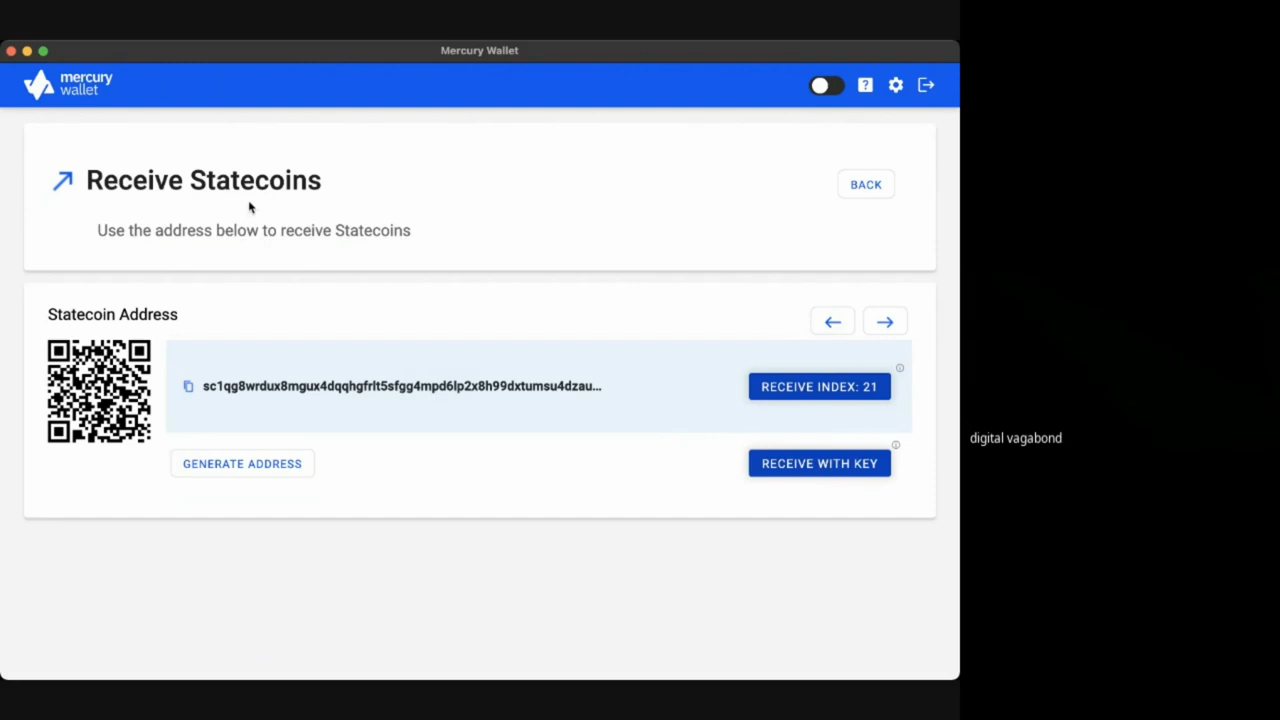 Mercury Wallet
mercury
wallet
Receive Statecoins
BACK
Use the address below to receive Statecoins
Statecoin Address
sc1qg8wrdux8mgux4dqqhgfrlt5sfgg4mpd6lp2x8h99dxtumsu4dzau...
RECEIVE INDEX: 21
GENERATE ADDRESS
RECEIVE WITH KEY
digital vagabond